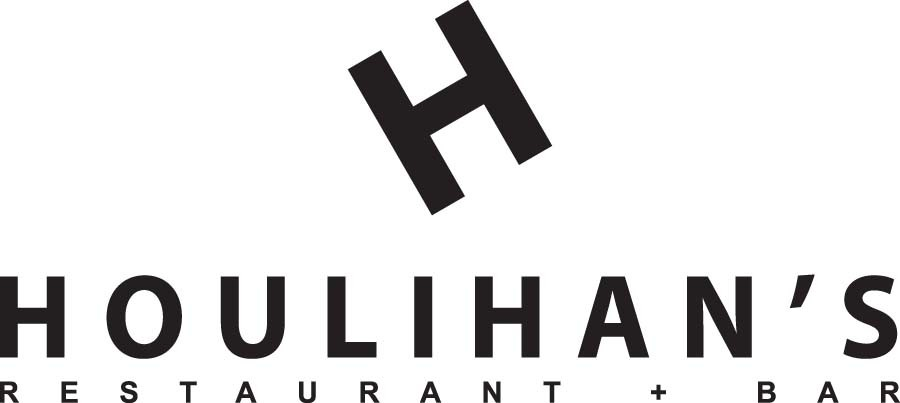 H
HOULIHAN’S
RESTAURANT + BAR